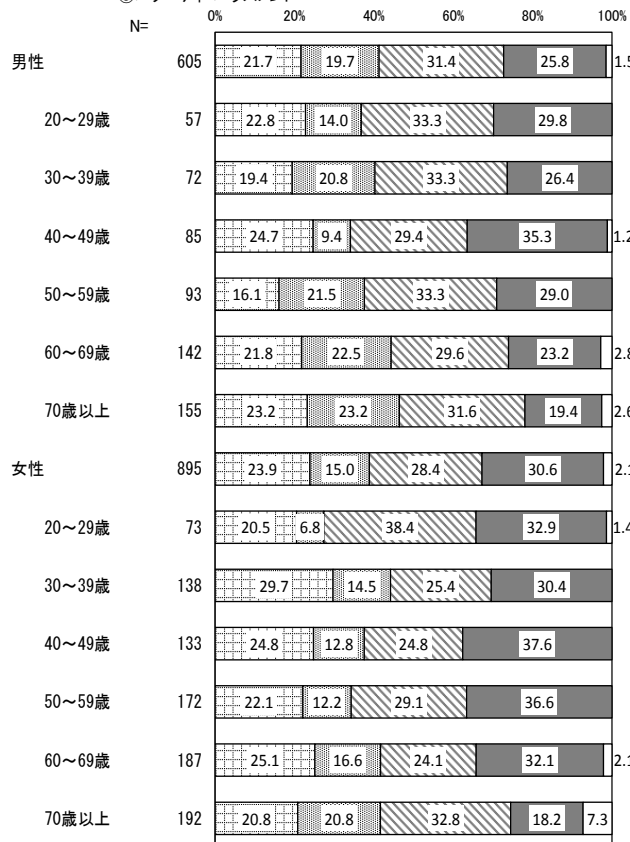 N=
0% 20% 40% 60% 80% 100%
男性 605 21.7 19.7 31.4 25.8 1.5
20～29歳 57 22.8 14.0 33.3 29.8
30～39歳 72 19.4 20.8 33.3 26.4
40～49歳 85 24.7 9.4 29.4 35.3 1.2
50～59歳 93 16.1 21.5 33.3 29.0
60～69歳 142 21.8 22.5 29.6 23.2 2.8
70歳以上 155 23.2 23.2 31.6 19.4 2.6
女性 895 23.9 15.0 28.4 30.6 2.1
20～29歳 73 20.5 6.8 38.4 32.9 1.4
30～39歳 138 29.7 14.5 25.4 30.4
40～49歳 133 24.8 12.8 24.8 37.6
50～59歳 172 22.1 12.2 29.1 36.6
60～69歳 187 25.1 16.6 24.1 32.1 2.1
70歳以上 192 20.8 20.8 32.8 18.2 7.3